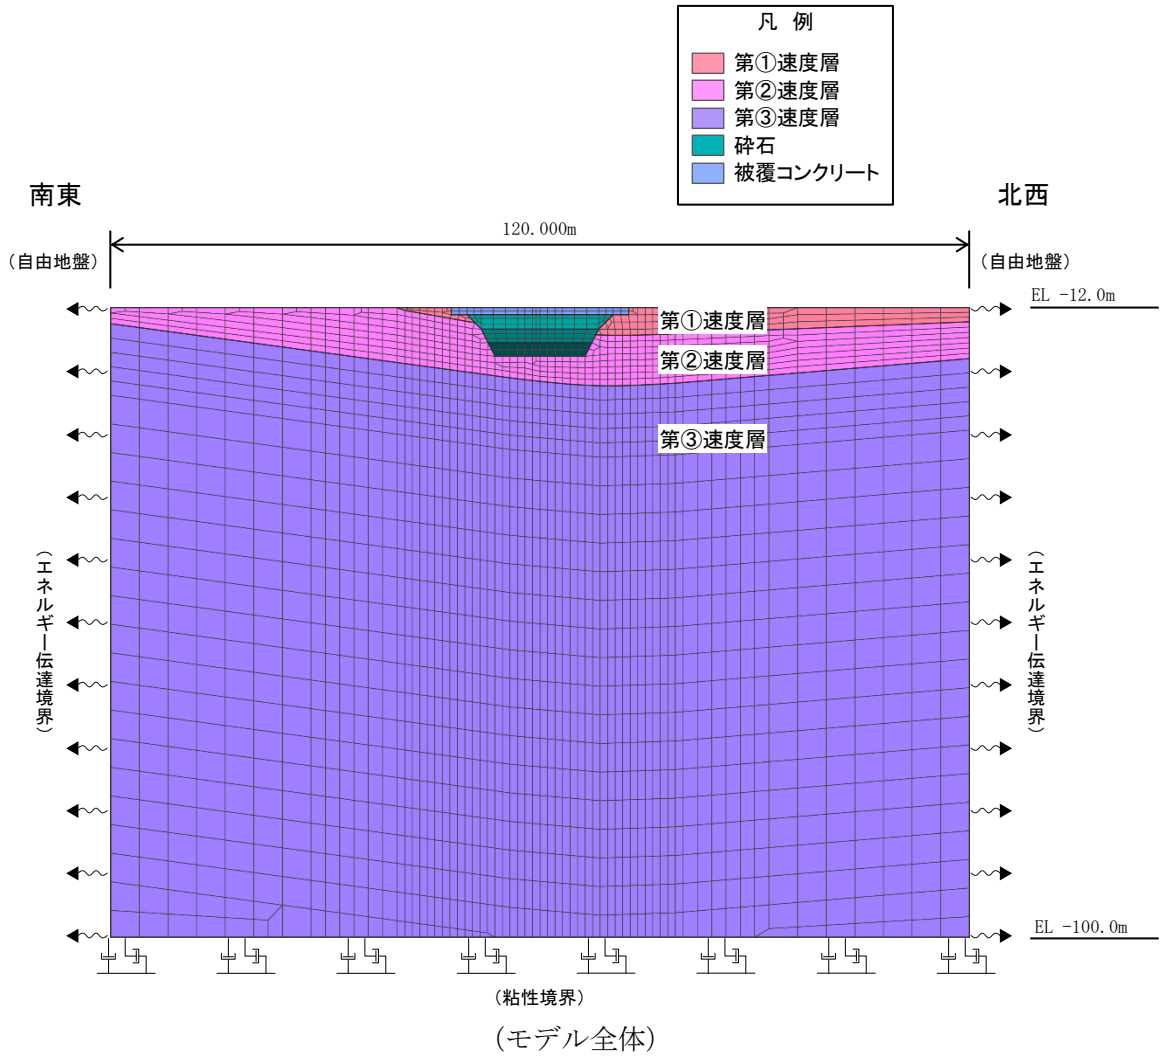 凡 例
第①速度層
第②速度層
第③速度層
砕石
被覆コンクリート
南東
北西
120.000m
(自由地盤)
(自由地盤)
EL -12.0m
第①速度層
第②速度層
第③速度層
(エネルギー伝達境界)
(エネルギー伝達境界)
EL -100.0m
(粘性境界)
(モデル全体)